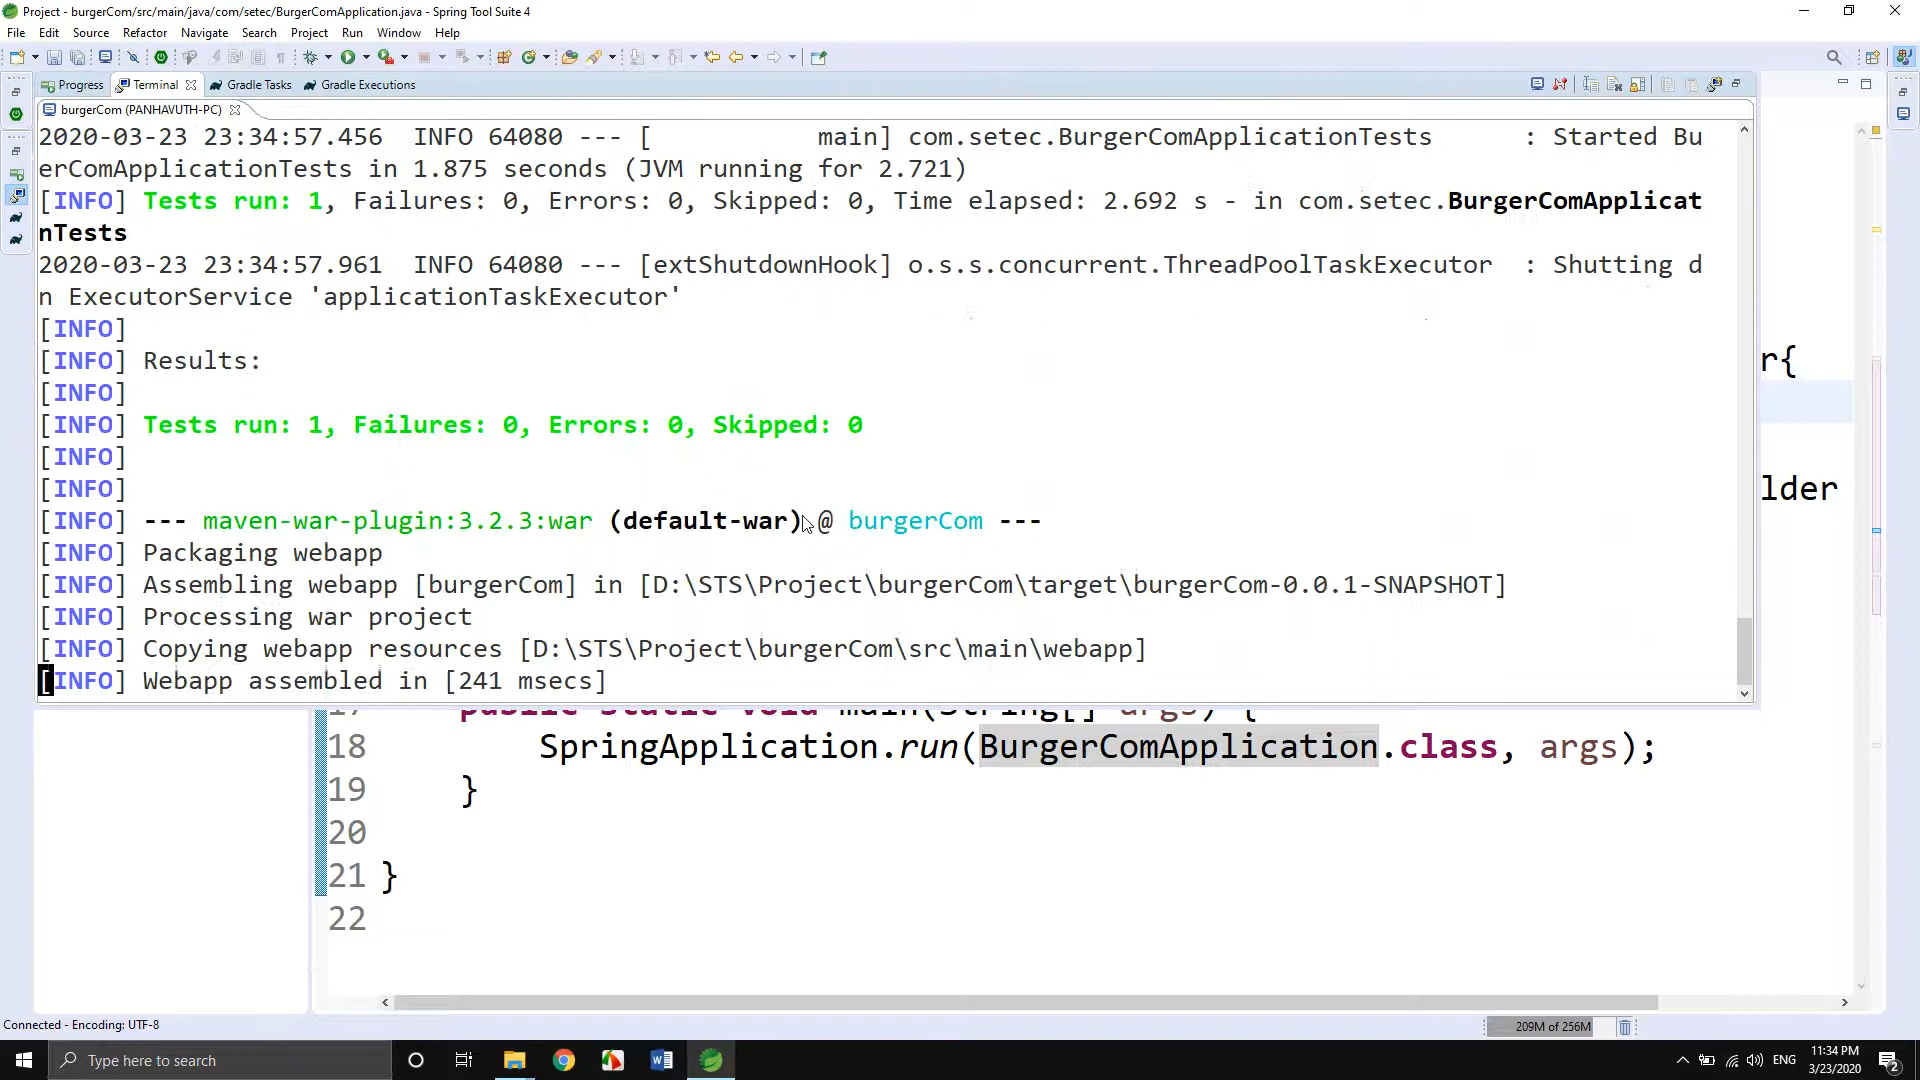 Project - burgerCom/src/main/java/com/setec/BurgerComApplication.java - Spring Tool Suite 4
File Edit Source Refactor Navigate Search Project Run Window Help
Progress Terminal Gradle Tasks Gradle Executions
burgerCom (PANHAVUTH-PC)
2020-03-23 23:34:57.456  INFO 64080 --- [           main] com.setec.BurgerComApplicationTests      : Started Bu
erComApplicationTests in 1.875 seconds (JVM running for 2.721)
[INFO] Tests run: 1, Failures: 0, Errors: 0, Skipped: 0, Time elapsed: 2.692 s - in com.setec.BurgerComApplicat
nTests
2020-03-23 23:34:57.961  INFO 64080 --- [extShutdownHook] o.s.s.concurrent.ThreadPoolTaskExecutor  : Shutting d
n ExecutorService 'applicationTaskExecutor'
[INFO]
[INFO] Results:
[INFO]
[INFO] Tests run: 1, Failures: 0, Errors: 0, Skipped: 0
[INFO]
[INFO]
[INFO] --- maven-war-plugin:3.2.3:war (default-war) @ burgerCom ---
[INFO] Packaging webapp
[INFO] Assembling webapp [burgerCom] in [D:\STS\Project\burgerCom\target\burgerCom-0.0.1-SNAPSHOT]
[INFO] Processing war project
[INFO] Copying webapp resources [D:\STS\Project\burgerCom\src\main\webapp]
[INFO] Webapp assembled in [241 msecs]
r{
lder
17 public static void main(String[] args) {
18 SpringApplication.run(BurgerComApplication.class, args);
19 }
20
21 }
22
Connected - Encoding: UTF-8
209M of 256M
Type here to search
ENG
11:34 PM
3/23/2020
2